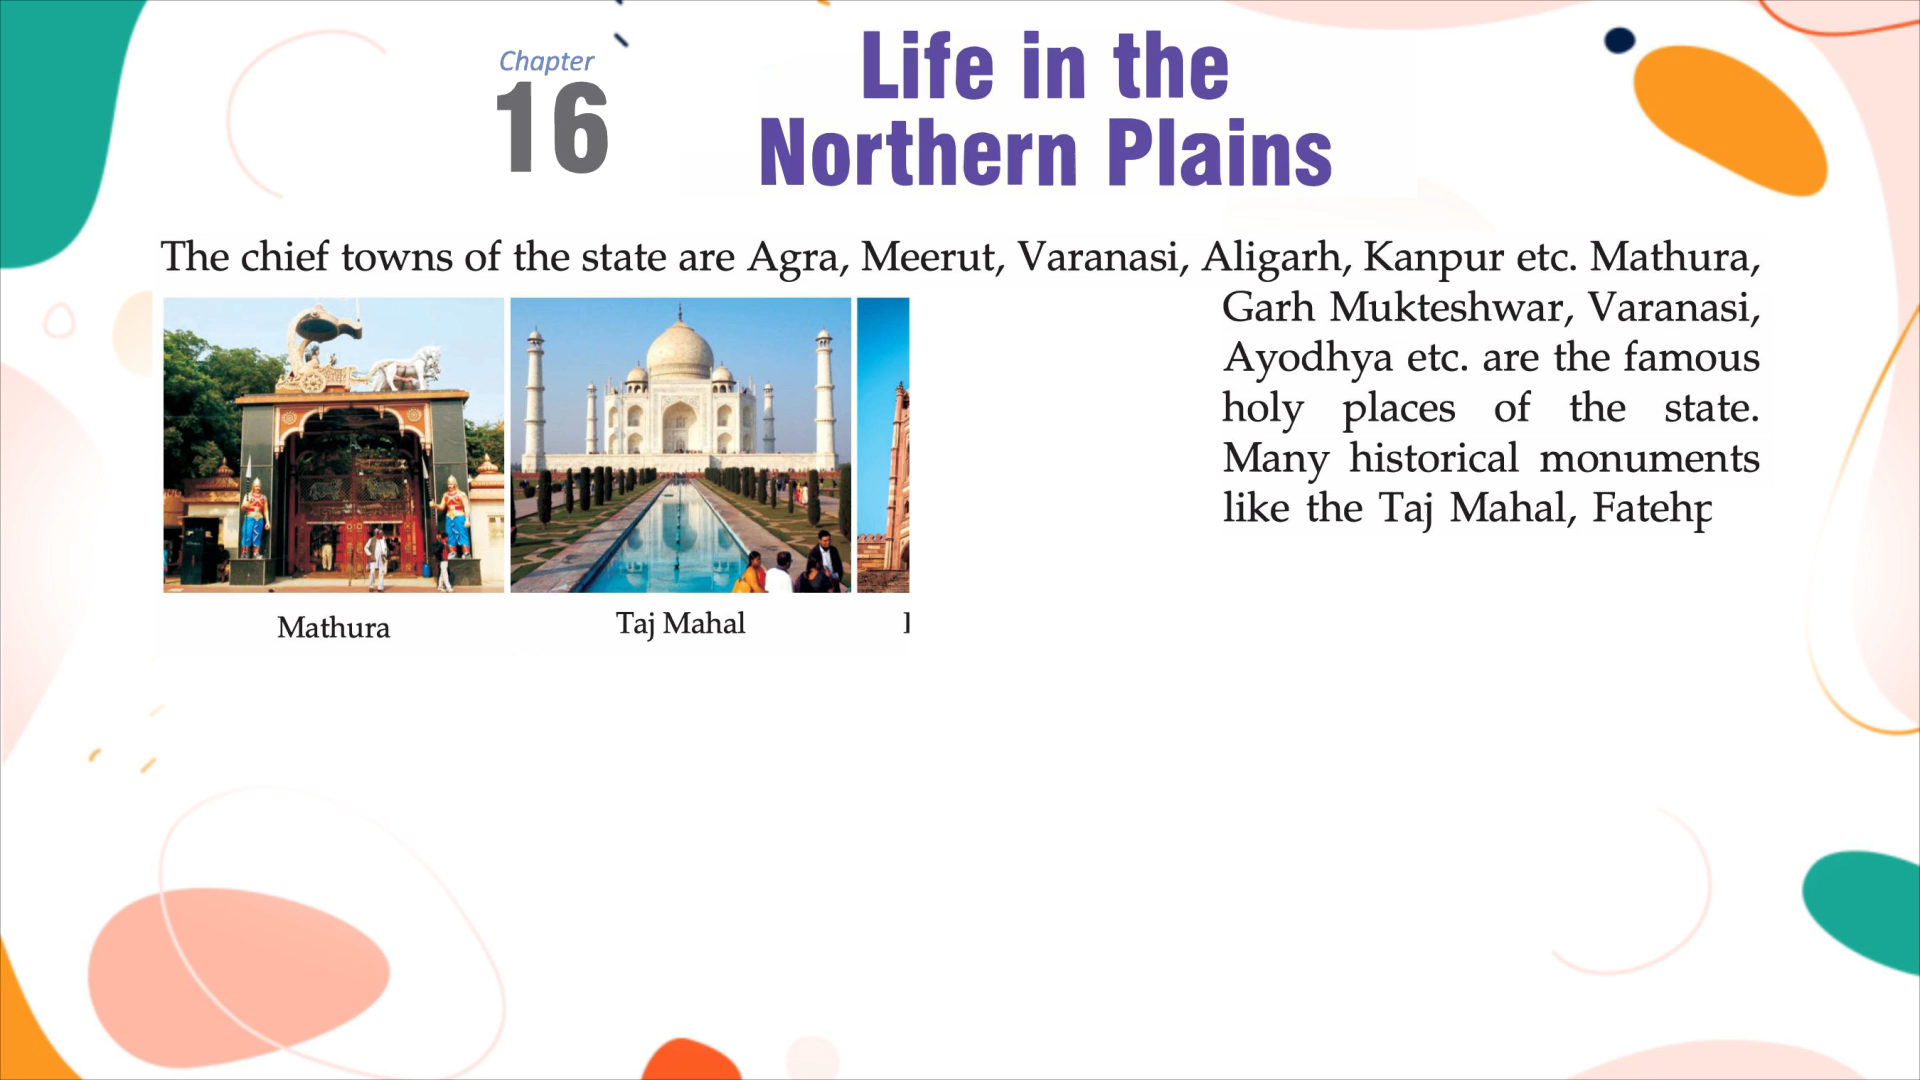 Chapter
16
Life in the
Northern Plains
The chief towns of the state are Agra, Meerut, Varanasi, Aligarh, Kanpur etc. Mathura,
Garh Mukteshwar, Varanasi,
Ayodhya etc. are the famous
holy places of the state.
Many historical monuments
like the Taj Mahal, Fatehp
Mathura
Taj Mahal